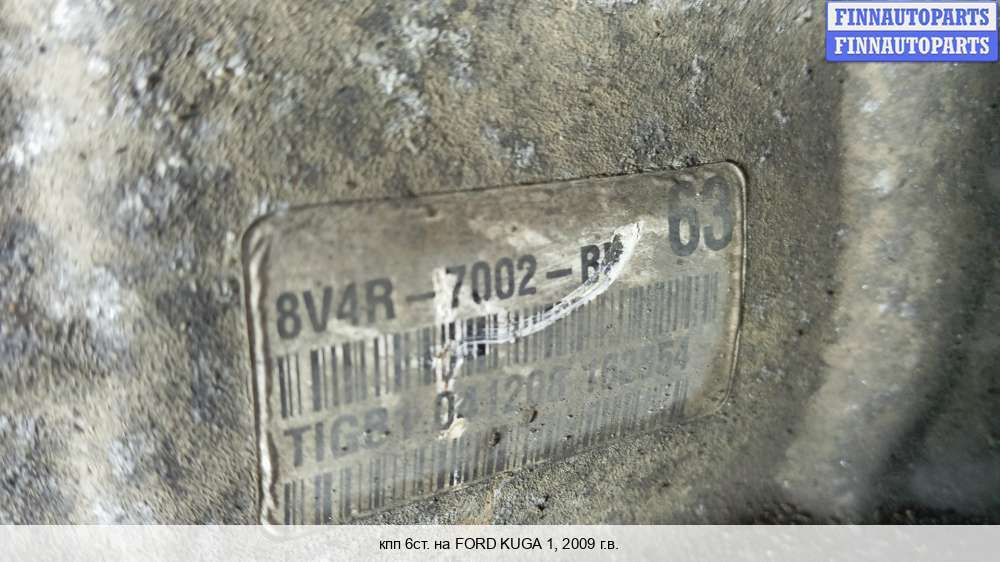 FINNAUTOPARTS
FINNAUTOPARTS
63
8V4R-7002-
кпп 6ст. на FORD KUGA 1, 2009 г.в.